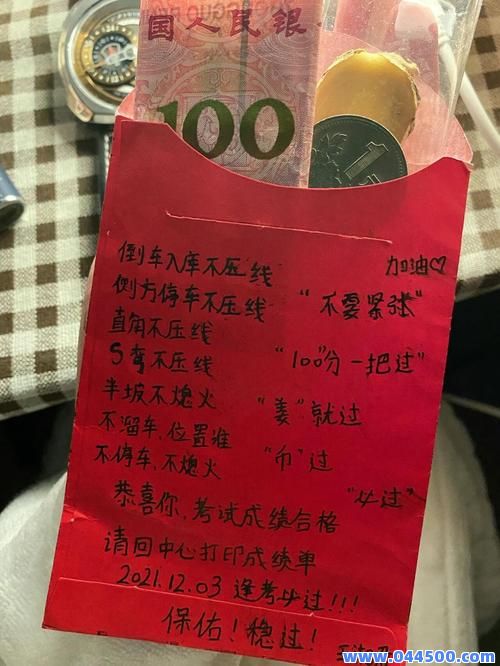 国人民银
100
1
倒车入库不压线
加油♡
侧方停车不压线
"不要紧张"
直角不压线
S弯不压线
"100分一把过"
半坡不熄火
"姜"就过
不溜车,位置准
不停车,不熄火
"币"过
"必过"
恭喜你,考试成绩合格
请回中心打印成绩单
2021.12.03 逢考必过!!!
保佑!稳过!
www.044500.com